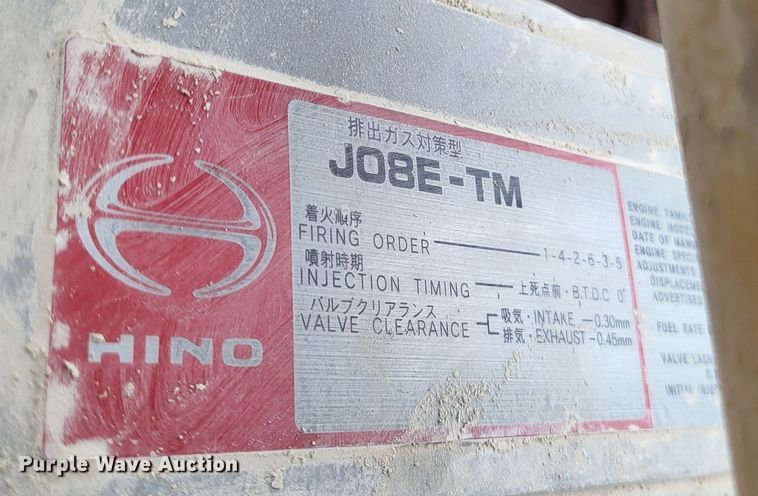 HINO
排出ガス対策型
J08E-TM
着火順序
FIRING ORDER 1-4-2-6-3-5
噴射時期
INJECTION TIMING 上死点前・B.T.D.C 0°
バルブクリアランス
VALVE CLEARANCE
吸気・INTAKE 0.30mm
排気・EXHAUST 0.45mm
ENGINE FAMIL
ENGINE MODE
DATE OF MANU
ENGINE SPECI
ADJUSTMENTS
DISPLACEME
ADVERTISED
FUEL RATE
VALVE LASH
INITIAL INJEC
Purple Wave Auction